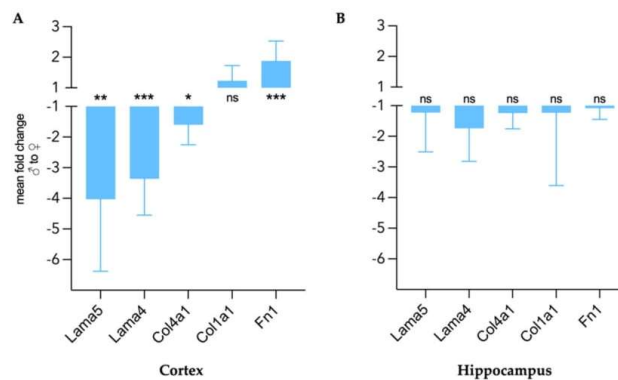 A
mean fold change
♂ to ♀
3
2
1
-1
-2
-3
-4
-5
-6
** *** * ns ***
Lama5 Lama4 Col4a1 Col1a1 Fn1
Cortex
B
3
2
1
-1
-2
-3
-4
-5
-6
ns ns ns ns ns
Lama5 Lama4 Col4a1 Col1a1 Fn1
Hippocampus